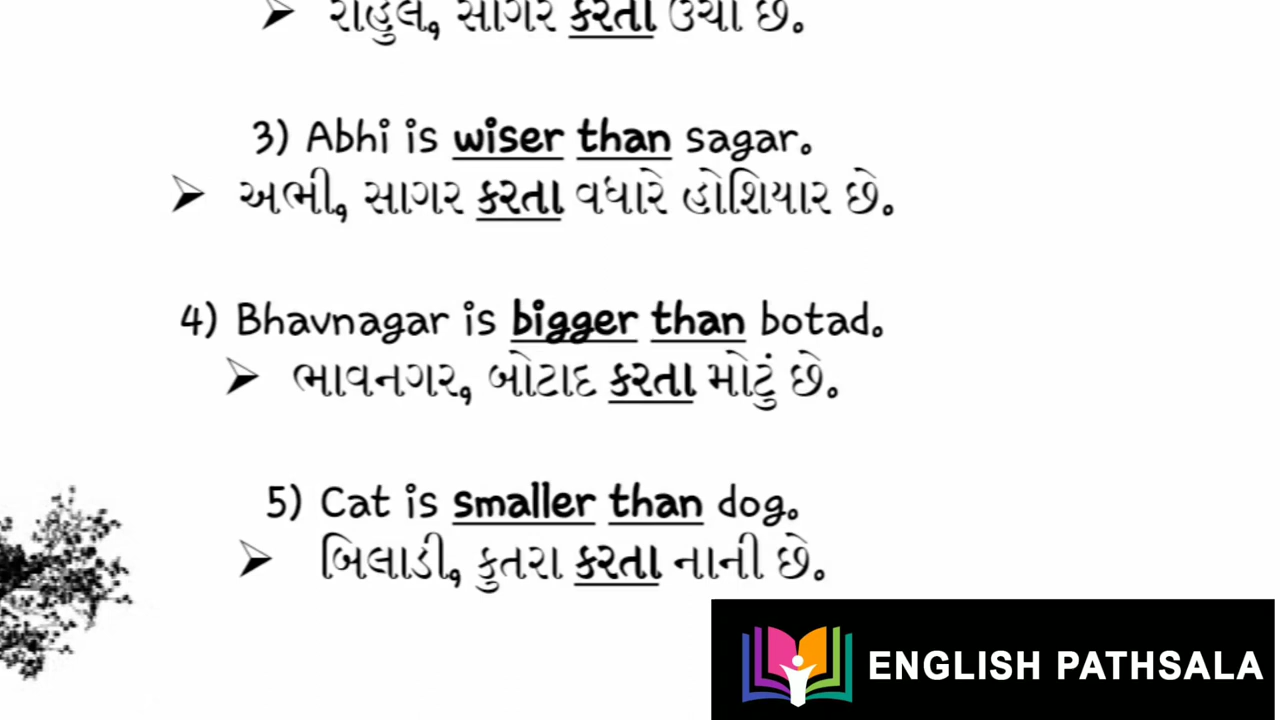 રાહુલ, સાગર કરતા ઉંચો છે.
3) Abhi is wiser than sagar.
➢ અભી, સાગર કરતા વધારે હોશિયાર છે.
4) Bhavnagar is bigger than botad.
➢ ભાવનગર, બોટાદ કરતા મોટું છે.
5) Cat is smaller than dog.
➢ બિલાડી, કુતરા કરતા નાની છે.
ENGLISH PATHSALA